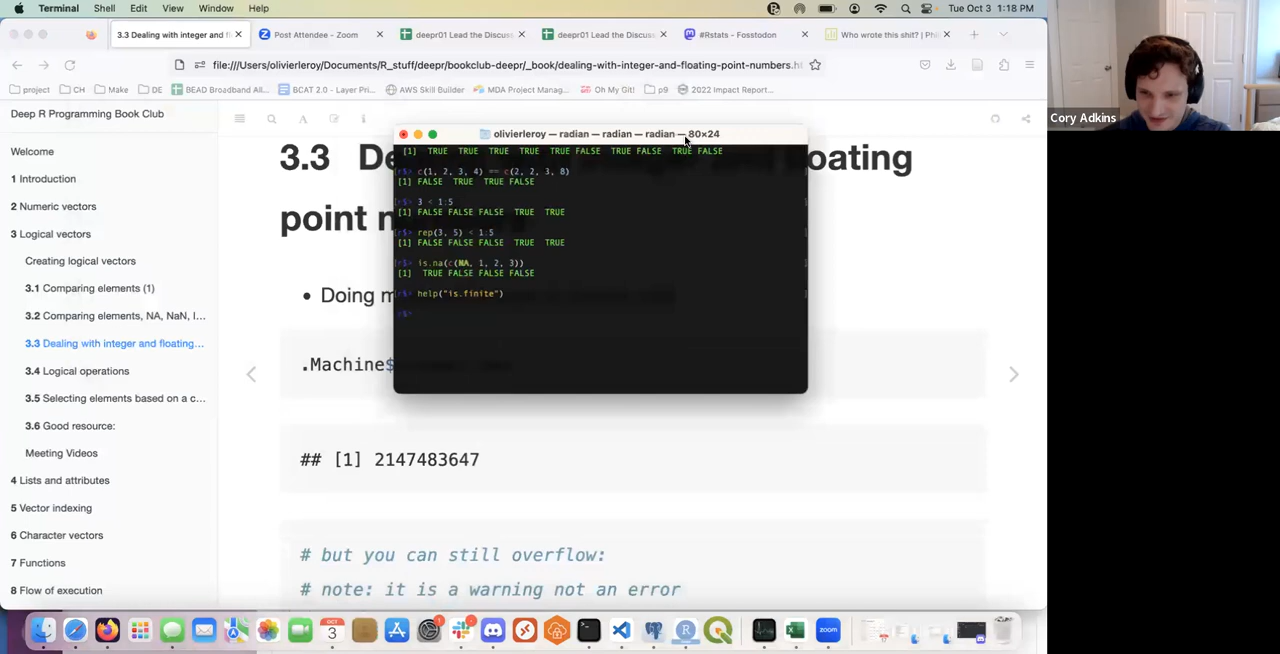 Terminal Shell Edit View Window Help Tue Oct 3 1:18 PM
3.3 Dealing with integer and fl
Post Attendee - Zoom
deepr01 Lead the Discuss
deepr01 Lead the Discuss
#Rstats - Fosstodon
Who wrote this shit? | Phil
file:///Users/olivierleroy/Documents/R_stuff/deepr/bookclub-deepr/_book/dealing-with-integer-and-floating-point-numbers.ht
project CH Make DE BEAD Broadband All... BCAT 2.0 - Layer Pri... AWS Skill Builder MDA Project Manag... Oh My Git! p9 2022 Impact Report...
Deep R Programming Book Club
Welcome
1 Introduction
2 Numeric vectors
3 Logical vectors
Creating logical vectors
3.1 Comparing elements (1)
3.2 Comparing elements, NA, NaN, I...
3.3 Dealing with integer and floating...
3.4 Logical operations
3.5 Selecting elements based on a c...
3.6 Good resource:
Meeting Videos
4 Lists and attributes
5 Vector indexing
6 Character vectors
7 Functions
8 Flow of execution
olivierleroy — radian — radian — radian — 80×24
[1] TRUE TRUE TRUE TRUE TRUE FALSE TRUE FALSE TRUE FALSE
r$> c(1, 2, 3, 4) == c(2, 2, 3, 8)
[1] FALSE TRUE TRUE FALSE
r$> 3 < 1:5
[1] FALSE FALSE FALSE TRUE TRUE
r$> rep(3, 5) < 1:5
[1] FALSE FALSE FALSE TRUE TRUE
r$> is.na(c(NA, 1, 2, 3))
[1] TRUE FALSE FALSE FALSE
r$> help("is.finite")
r$>
3.3 De oating
point n
Doing m
.Machine$
## [1] 2147483647
# but you can still overflow:
# note: it is a warning not an error
Cory Adkins
OCT
3
zoom